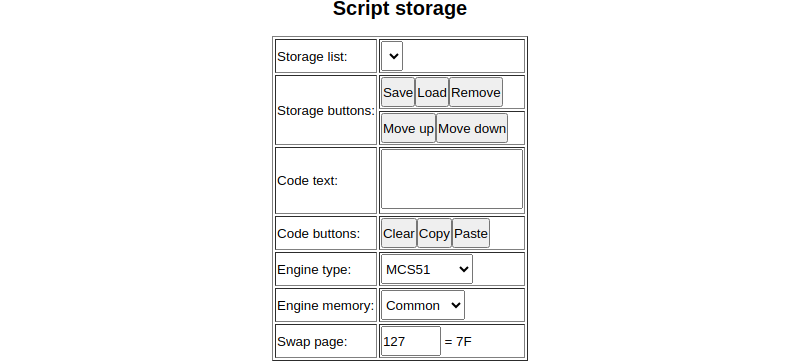 Script storage
Storage list:
Storage buttons: Save Load Remove
Move up Move down
Code text:
Code buttons: Clear Copy Paste
Engine type: MCS51
Engine memory: Common
Swap page: 127 = 7F